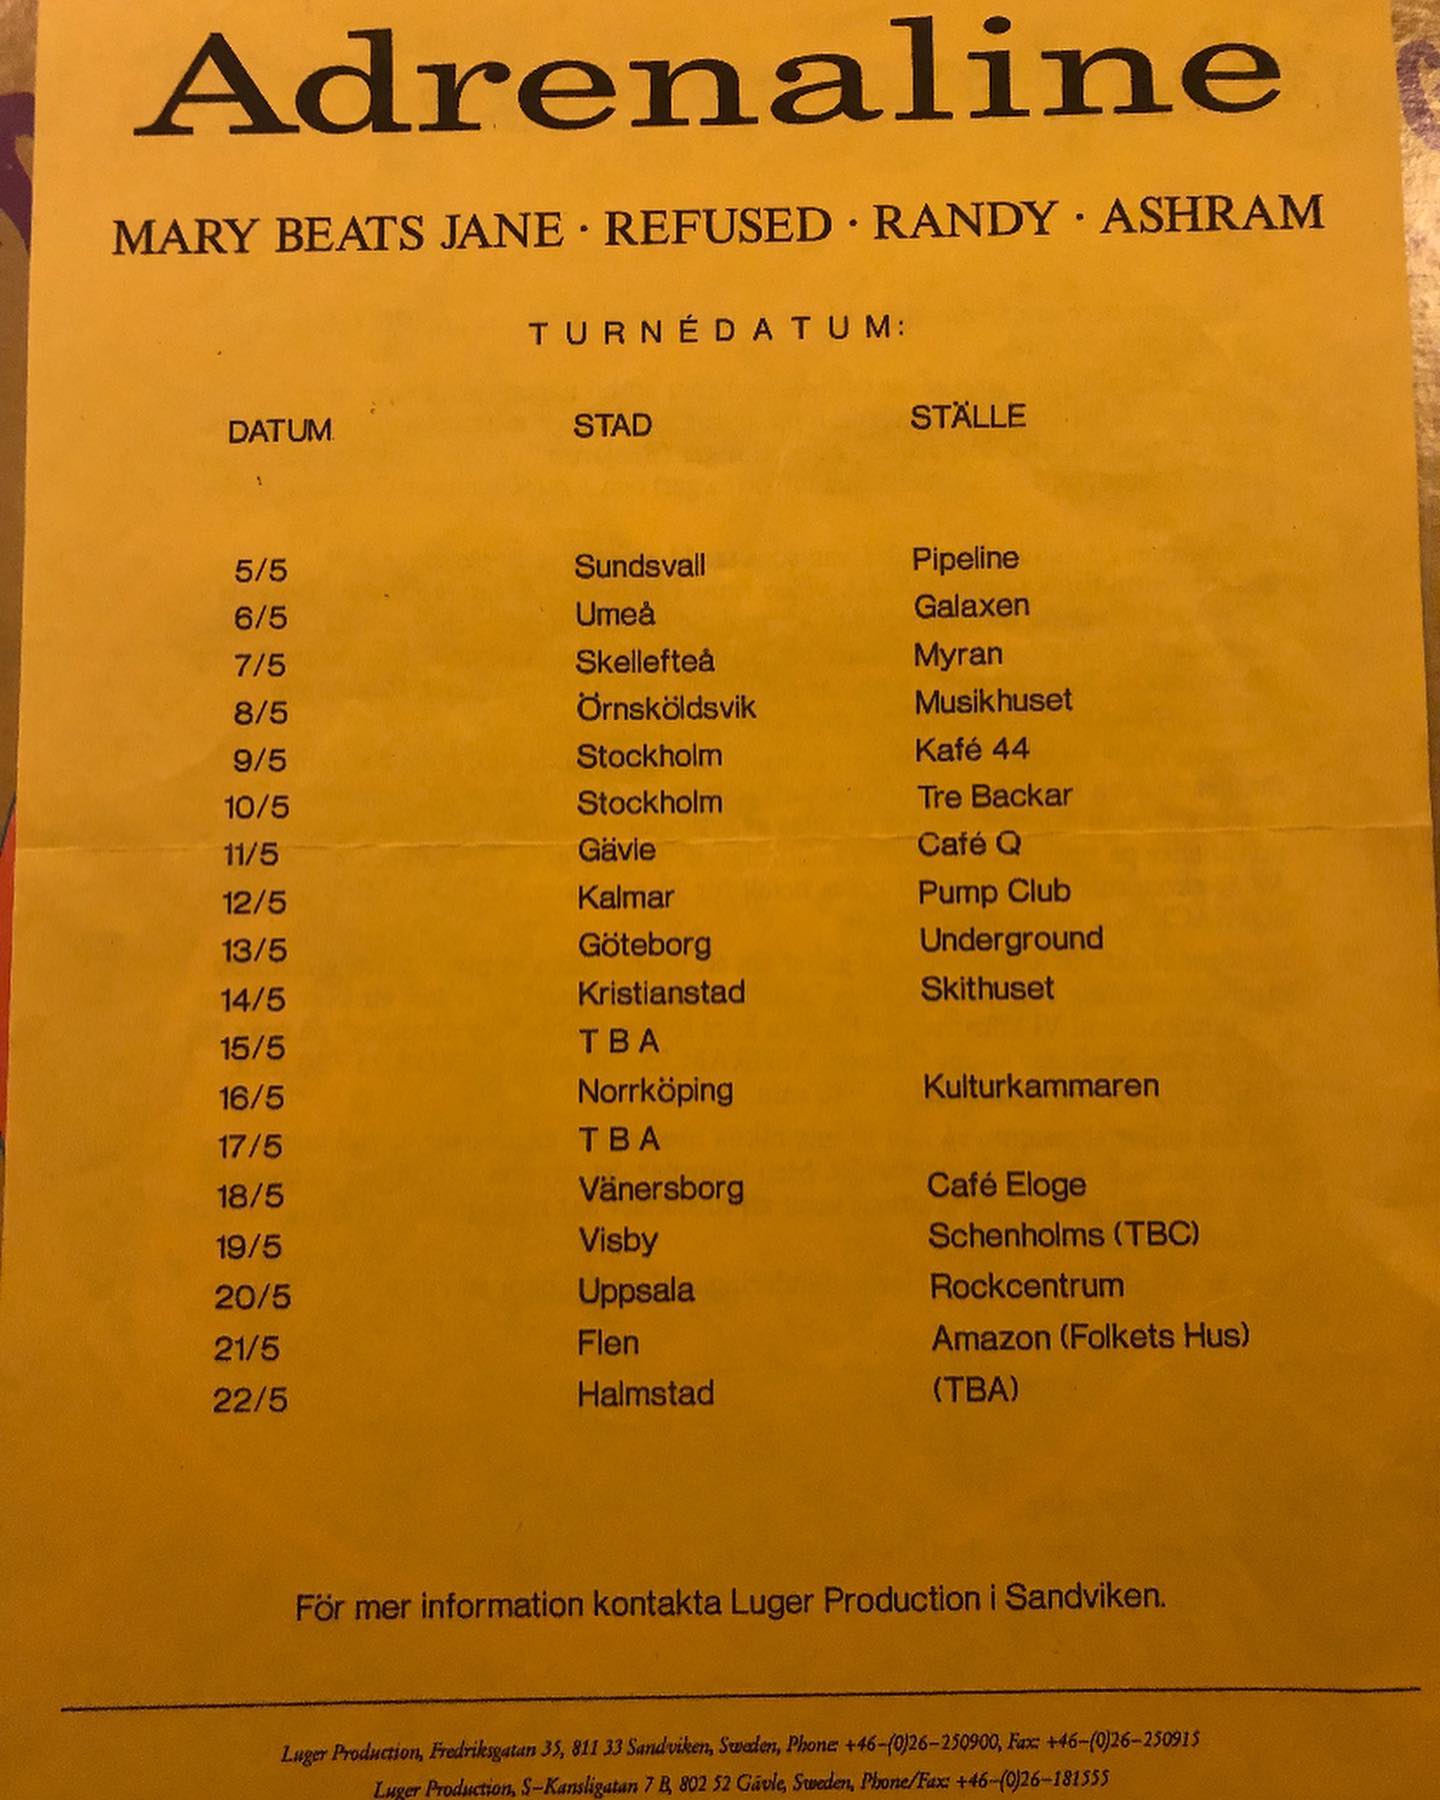 Adrenaline
MARY BEATS JANE · REFUSED · RANDY · ASHRAM
TURNÉDATUM:
DATUM STAD STÄLLE
5/5 Sundsvall Pipeline
6/5 Umeå Galaxen
7/5 Skellefteå Myran
8/5 Örnsköldsvik Musikhuset
9/5 Stockholm Kafé 44
10/5 Stockholm Tre Backar
11/5 Gävle Café Q
12/5 Kalmar Pump Club
13/5 Göteborg Underground
14/5 Kristianstad Skithuset
15/5 T B A
16/5 Norrköping Kulturkammaren
17/5 T B A
18/5 Vänersborg Café Eloge
19/5 Visby Schenholms (TBC)
20/5 Uppsala Rockcentrum
21/5 Flen Amazon (Folkets Hus)
22/5 Halmstad (TBA)
För mer information kontakta Luger Production i Sandviken.
Luger Production, Fredriksgatan 35, 811 33 Sandviken, Sweden, Phone: +46-(0)26-250900, Fax: +46-(0)26-250915
Luger Production, S-Kansligatan 7 B, 802 52 Gävle, Sweden, Phone/Fax: +46-(0)26-181555